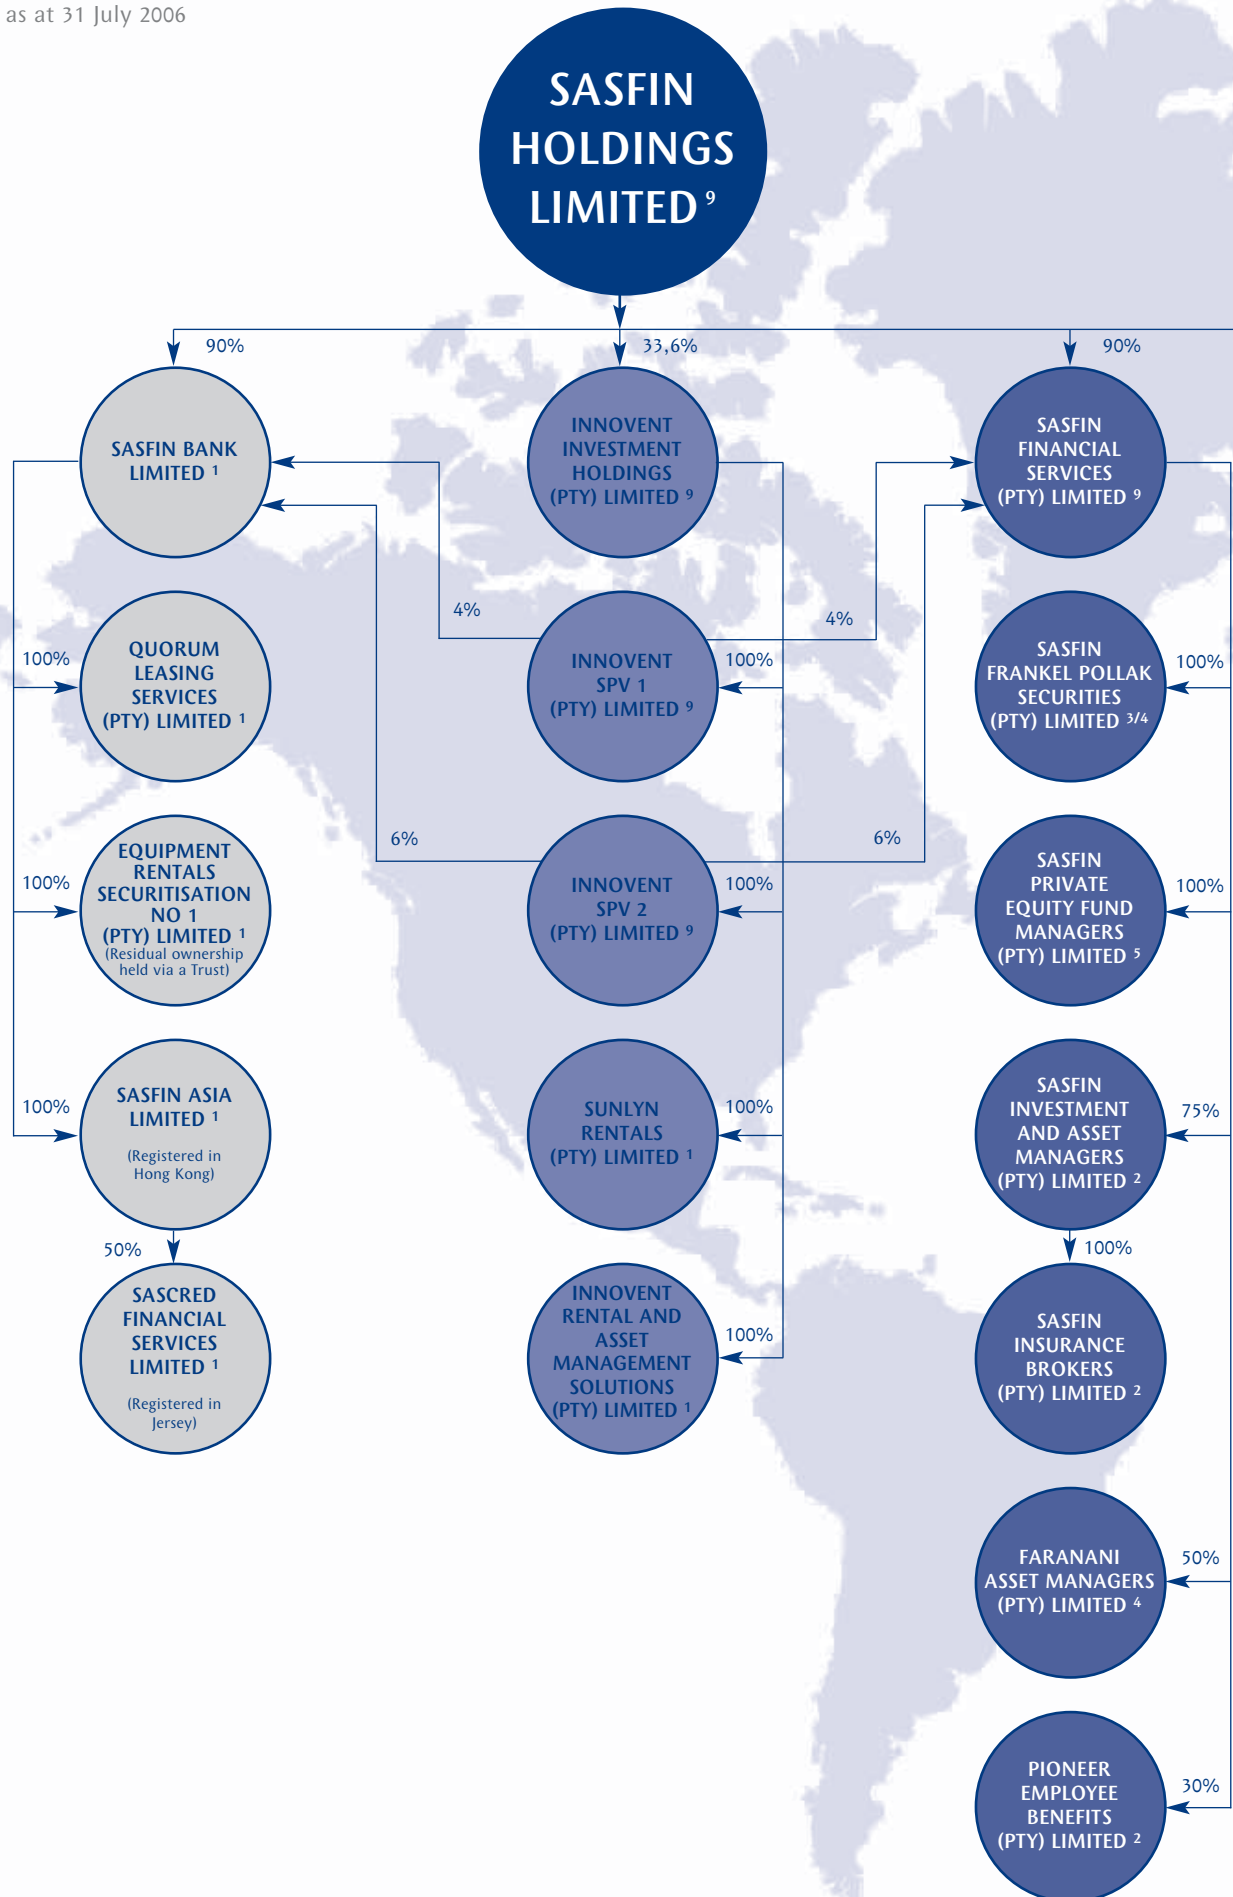 as at 31 July 2006
SASFIN
HOLDINGS
LIMITED 9
90%
33,6%
90%
SASFIN BANK
LIMITED 1
INNOVENT
INVESTMENT
HOLDINGS
(PTY) LIMITED 9
SASFIN
FINANCIAL
SERVICES
(PTY) LIMITED 9
4%
4%
100%
QUORUM
LEASING
SERVICES
(PTY) LIMITED 1
INNOVENT
SPV 1
(PTY) LIMITED 9
100%
SASFIN
FRANKEL POLLAK
SECURITIES
(PTY) LIMITED 3/4
100%
6%
6%
100%
EQUIPMENT
RENTALS
SECURITISATION
NO 1
(PTY) LIMITED 1
(Residual ownership
held via a Trust)
INNOVENT
SPV 2
(PTY) LIMITED 9
100%
SASFIN
PRIVATE
EQUITY FUND
MANAGERS
(PTY) LIMITED 5
100%
100%
SASFIN ASIA
LIMITED 1
(Registered in
Hong Kong)
SUNLYN
RENTALS
(PTY) LIMITED 1
100%
SASFIN
INVESTMENT
AND ASSET
MANAGERS
(PTY) LIMITED 2
75%
50%
100%
SASCRED
FINANCIAL
SERVICES
LIMITED 1
(Registered in
Jersey)
INNOVENT
RENTAL AND
ASSET
MANAGEMENT
SOLUTIONS
(PTY) LIMITED 1
100%
SASFIN
INSURANCE
BROKERS
(PTY) LIMITED 2
FARANANI
ASSET MANAGERS
(PTY) LIMITED 4
50%
PIONEER
EMPLOYEE
BENEFITS
(PTY) LIMITED 2
30%